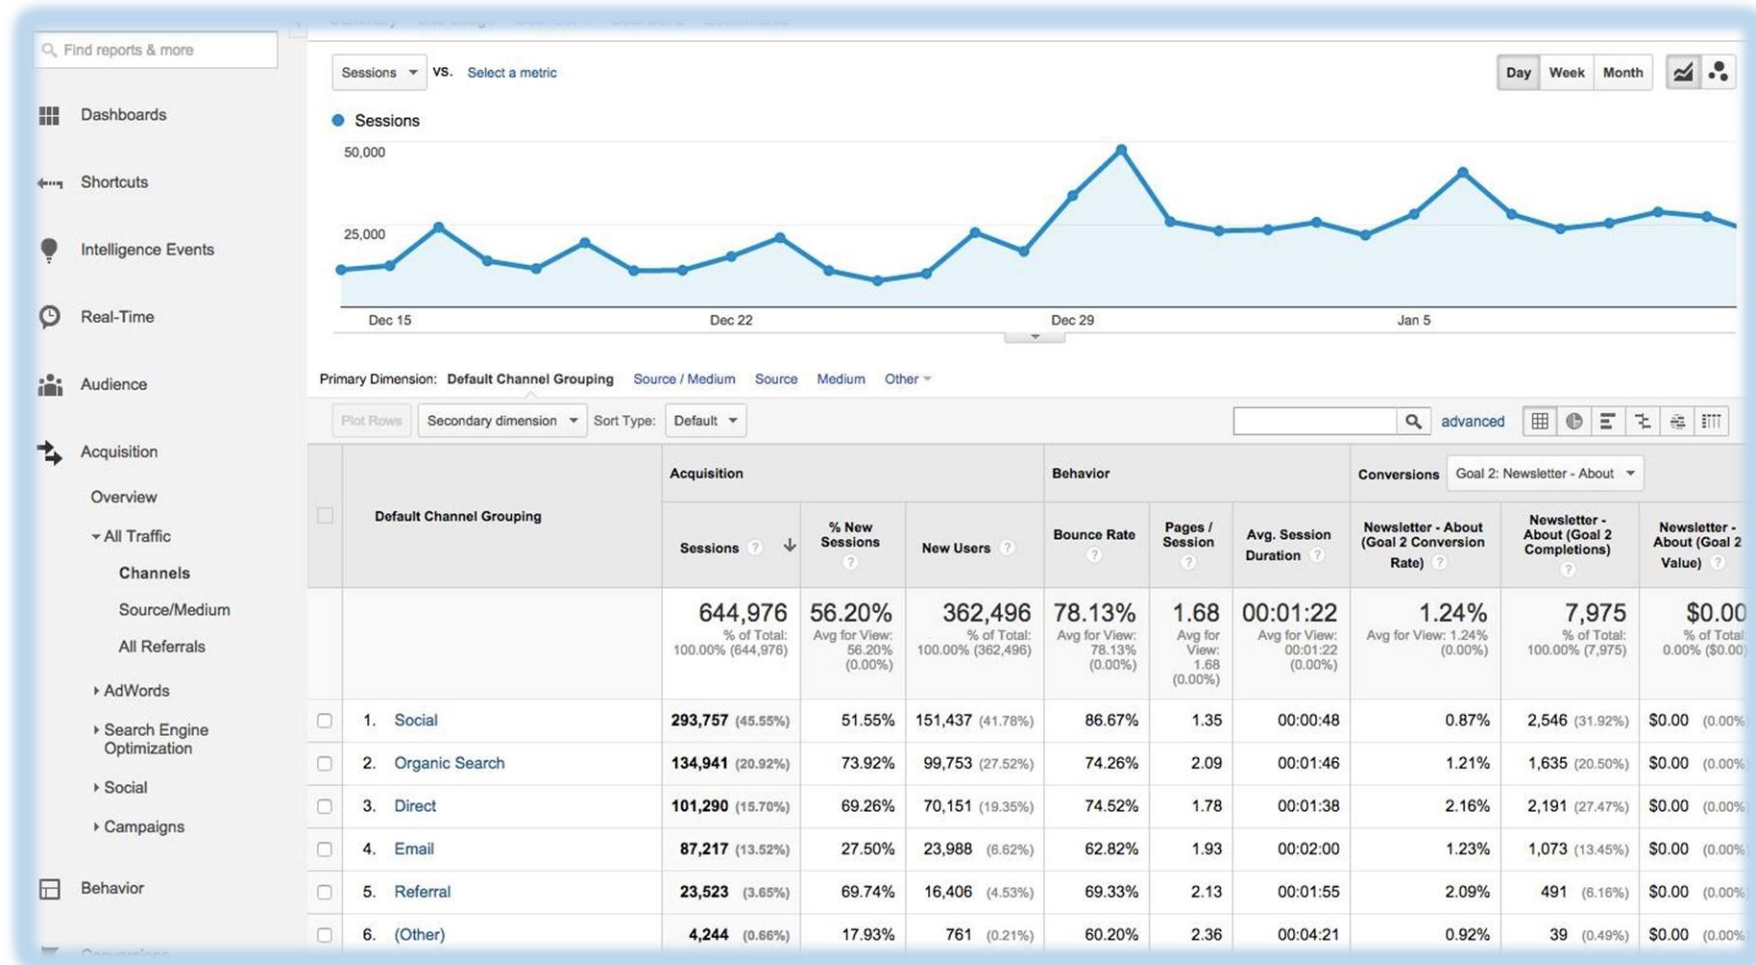 Find reports & more
Dashboards
Shortcuts
Intelligence Events
Real-Time
Audience
Acquisition
Overview
All Traffic
Channels
Source/Medium
All Referrals
AdWords
Search Engine
Optimization
Social
Campaigns
Behavior
Sessions VS. Select a metric
Day Week Month
Sessions
50,000
25,000
Dec 15 Dec 22 Dec 29 Jan 5
Primary Dimension: Default Channel Grouping Source / Medium Source Medium Other
Plot Rows Secondary dimension Sort Type: Default advanced
Default Channel Grouping
Acquisition
Behavior
Conversions Goal 2: Newsletter - About
Sessions ?
% New
Sessions
?
New Users ?
Bounce Rate
?
Pages /
Session
?
Avg. Session
Duration ?
Newsletter - About
(Goal 2 Conversion
Rate) ?
Newsletter -
About (Goal 2
Completions)
?
Newsletter -
About (Goal 2
Value) ?
644,976
% of Total:
100.00% (644,976)
56.20%
Avg for View:
56.20%
(0.00%)
362,496
% of Total:
100.00% (362,496)
78.13%
Avg for View:
78.13%
(0.00%)
1.68
Avg for
View:
1.68
(0.00%)
00:01:22
Avg for View:
00:01:22
(0.00%)
1.24%
Avg for View: 1.24%
(0.00%)
7,975
% of Total:
100.00% (7,975)
$0.00
% of Total:
0.00% ($0.00)
1. Social 293,757 (45.55%) 51.55% 151,437 (41.78%) 86.67% 1.35 00:00:48 0.87% 2,546 (31.92%) $0.00 (0.00%
2. Organic Search 134,941 (20.92%) 73.92% 99,753 (27.52%) 74.26% 2.09 00:01:46 1.21% 1,635 (20.50%) $0.00 (0.00%
3. Direct 101,290 (15.70%) 69.26% 70,151 (19.35%) 74.52% 1.78 00:01:38 2.16% 2,191 (27.47%) $0.00 (0.00%
4. Email 87,217 (13.52%) 27.50% 23,988 (6.62%) 62.82% 1.93 00:02:00 1.23% 1,073 (13.45%) $0.00 (0.00%
5. Referral 23,523 (3.65%) 69.74% 16,406 (4.53%) 69.33% 2.13 00:01:55 2.09% 491 (6.16%) $0.00 (0.00%
6. (Other) 4,244 (0.66%) 17.93% 761 (0.21%) 60.20% 2.36 00:04:21 0.92% 39 (0.49%) $0.00 (0.00%